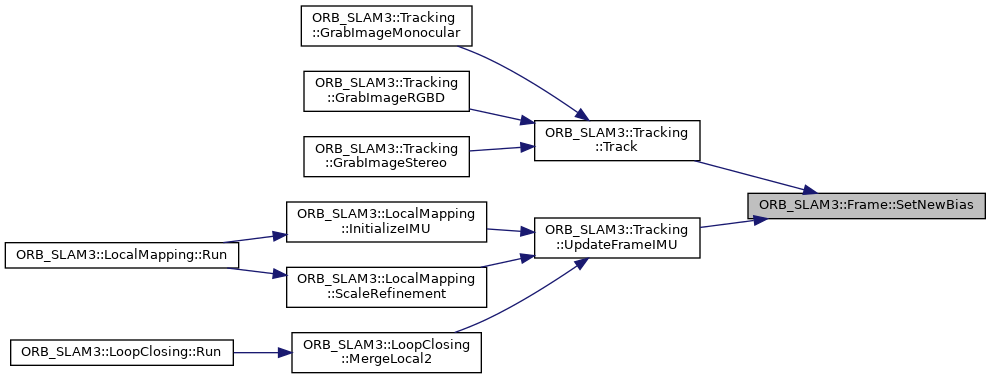 ORB_SLAM3::Tracking
::GrabImageMonocular
ORB_SLAM3::Tracking
::GrabImageRGBD
ORB_SLAM3::Tracking
::GrabImageStereo
ORB_SLAM3::Tracking
::Track
ORB_SLAM3::Frame::SetNewBias
ORB_SLAM3::LocalMapping
::InitializeIMU
ORB_SLAM3::Tracking
::UpdateFrameIMU
ORB_SLAM3::LocalMapping::Run
ORB_SLAM3::LocalMapping
::ScaleRefinement
ORB_SLAM3::LoopClosing::Run
ORB_SLAM3::LoopClosing
::MergeLocal2